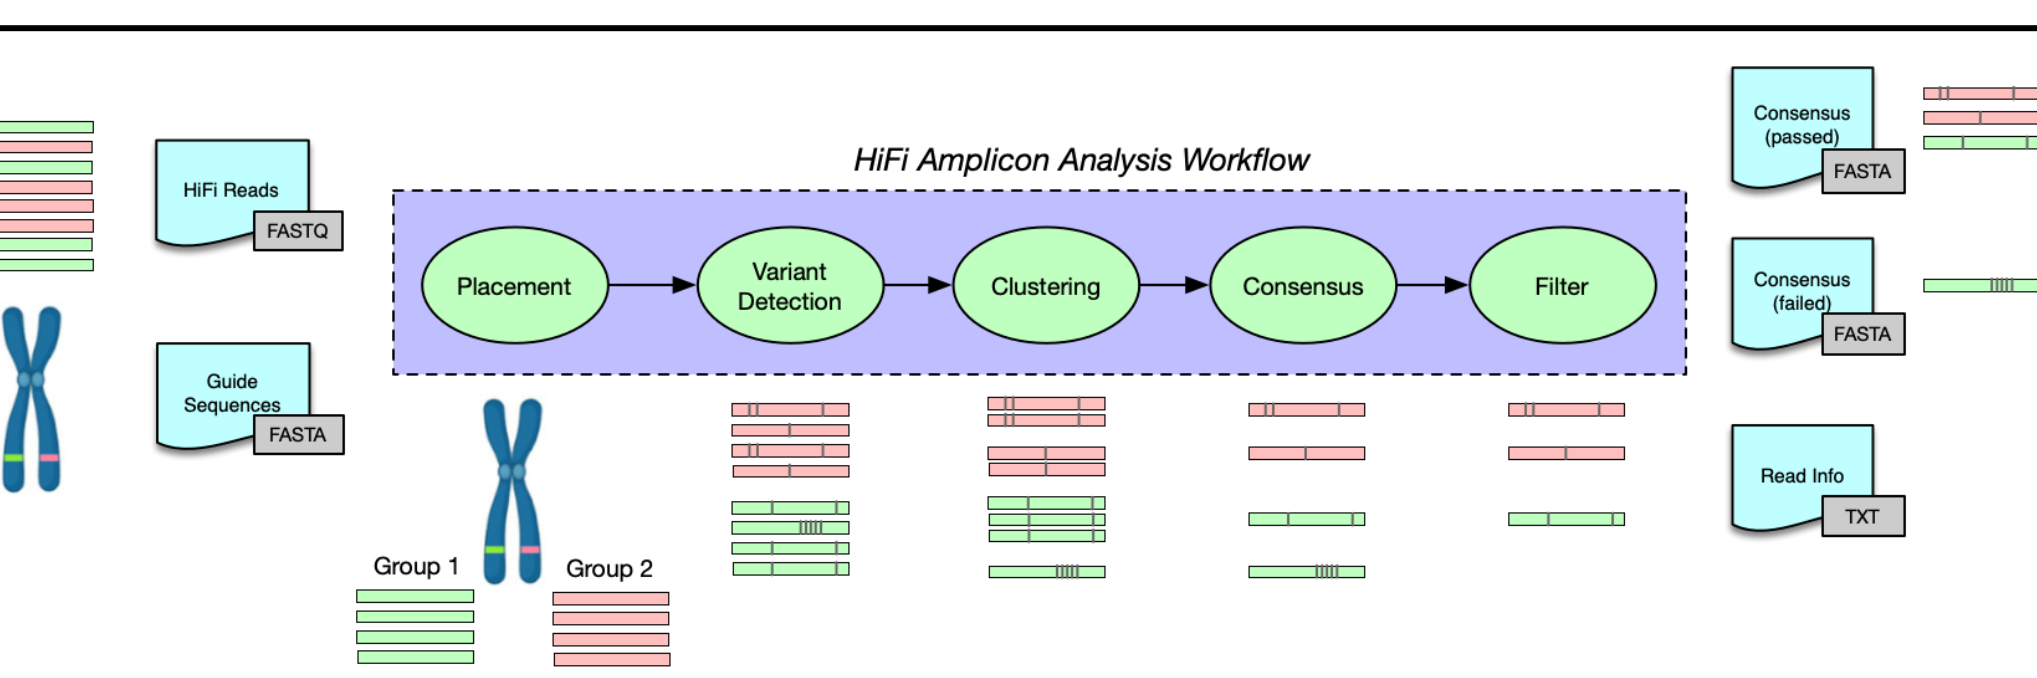 HiFi Amplicon Analysis Workflow
HiFi Reads
FASTQ
Guide
Sequences
FASTA
Placement
Variant
Detection
Clustering
Consensus
Filter
Group 1
Group 2
Consensus
(passed)
FASTA
Consensus
(failed)
FASTA
Read Info
TXT